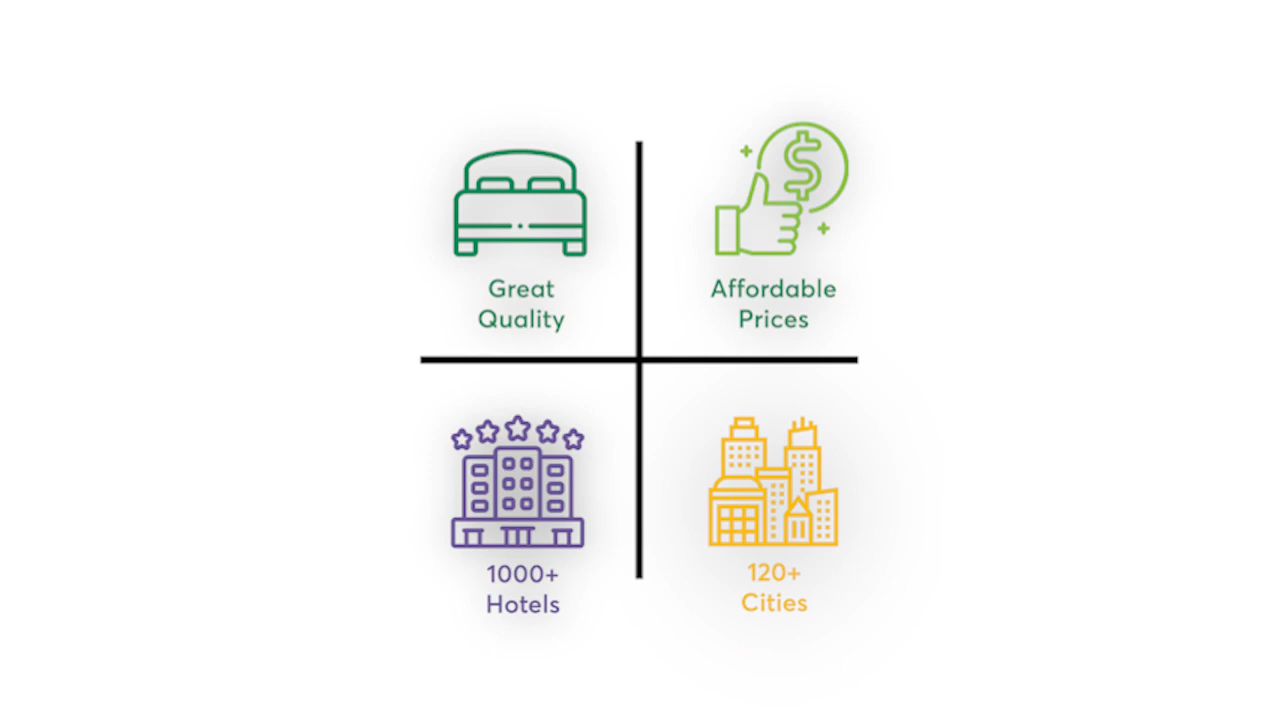 Great
Quality
Affordable
Prices
1000+
Hotels
120+
Cities